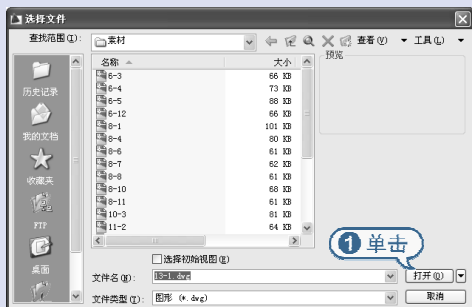 选择文件
查找范围(I): 素材 查看(V) 工具(L)
名称 大小 预览
6-3 66 KB
6-4 73 KB
6-5 88 KB
6-12 66 KB
8-1 101 KB
8-4 80 KB
8-6 61 KB
8-7 62 KB
8-8 61 KB
8-10 68 KB
8-11 61 KB
10-3 81 KB
11-2 64 KB
历史记录
我的文档
收藏夹
FTP
桌面
选择初始视图(E)
1 单击
文件名(N): 13-1.dwg 打开(O)
文件类型(T): 图形 (*.dwg) 取消